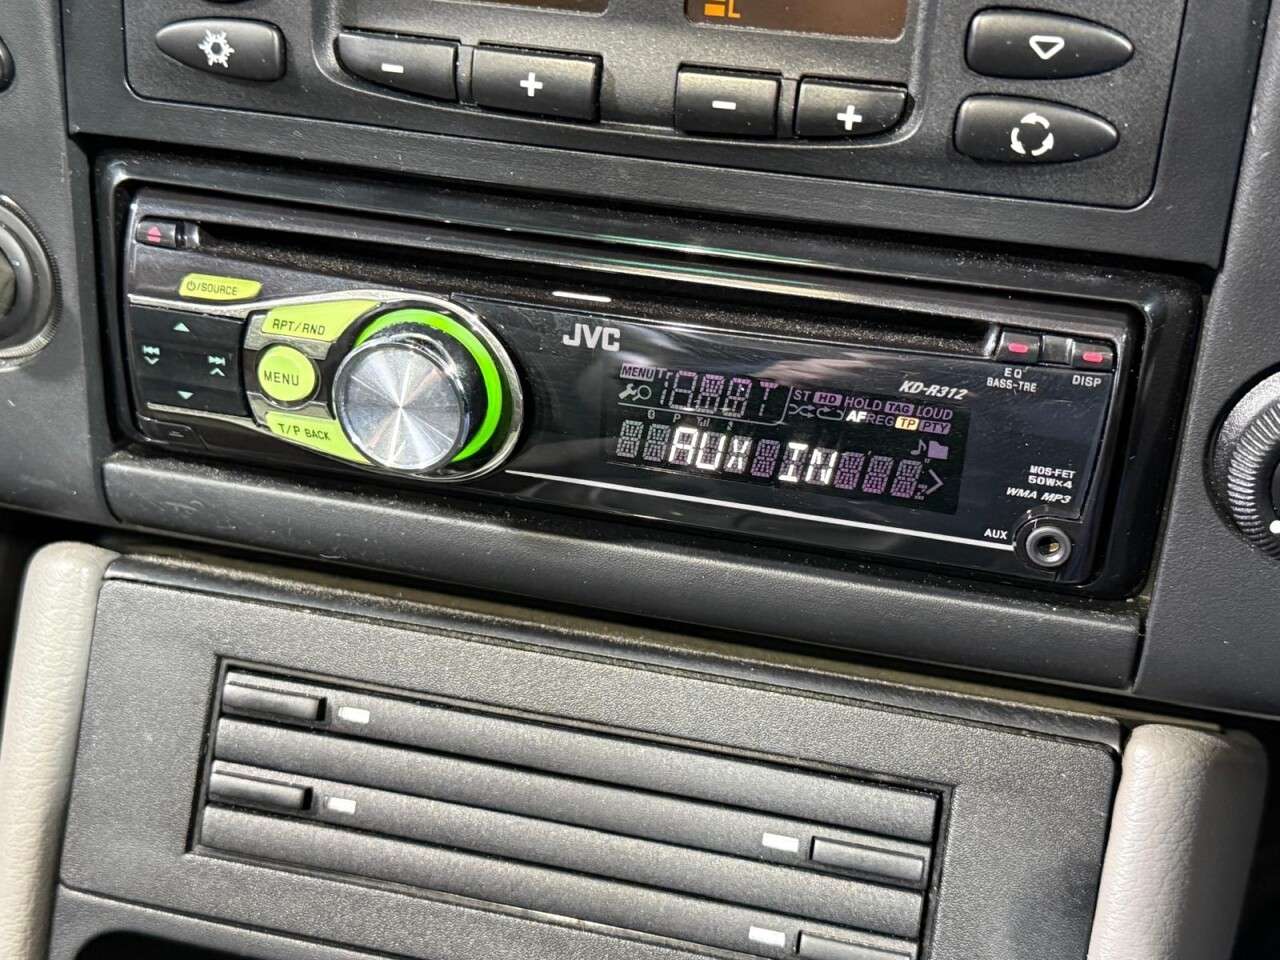 L
⏻/SOURCE
RPT/RND
MENU
T/P BACK
JVC
KD-R312
EQ
BASS-TRE
DISP
MENU
ST HD HOLD TAG LOUD
AF REG TP PTY
AUX IN
MOS-FET
50W×4
WMA MP3
AUX